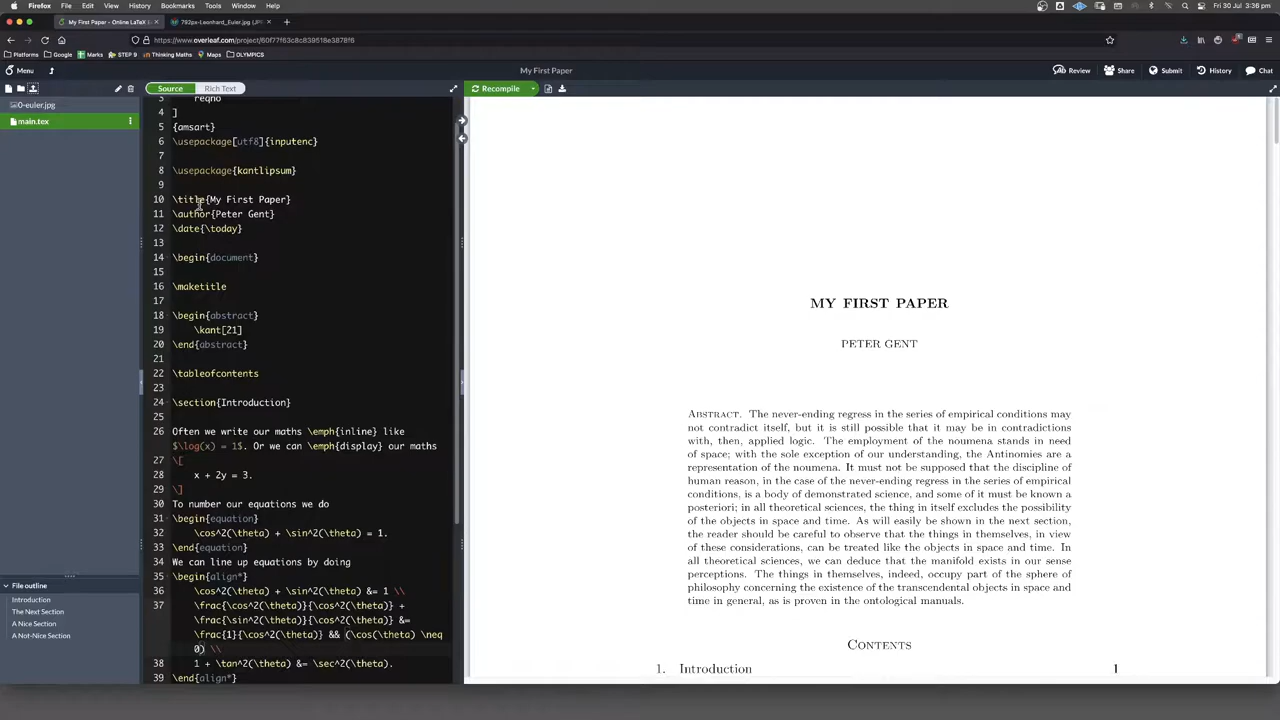 Firefox File Edit View History Bookmarks Tools Window Help
Fri 30 Jul 3:36 pm
My First Paper - Online LaTeX
792px-Leonhard_Euler.jpg (JPE
https://www.overleaf.com/project/60f77f63c8c839518e3878f6
Platforms Google Marks STEP 9 Thinking Maths Maps OLYMPICS
Menu
My First Paper
Review Share Submit History Chat
Source Rich Text
Recompile
0-euler.jpg
main.tex
3 reqno
4 ]
5 {amsart}
6 \usepackage[utf8]{inputenc}
7
8 \usepackage{kantlipsum}
9
10 \title{My First Paper}
11 \author{Peter Gent}
12 \date{\today}
13
14 \begin{document}
15
16 \maketitle
17
18 \begin{abstract}
19 \kant[21]
20 \end{abstract}
21
22 \tableofcontents
23
24 \section{Introduction}
25
26 Often we write our maths \emph{inline} like
$\log(x) = 1$. Or we can \emph{display} our maths
27 \[
28 x + 2y = 3.
29 \]
30 To number our equations we do
31 \begin{equation}
32 \cos^2(\theta) + \sin^2(\theta) = 1.
33 \end{equation}
34 We can line up equations by doing
35 \begin{align*}
36 \cos^2(\theta) + \sin^2(\theta) &= 1 \\
37 \frac{\cos^2(\theta)}{\cos^2(\theta)} +
\frac{\sin^2(\theta)}{\cos^2(\theta)} &=
\frac{1}{\cos^2(\theta)} && (\cos(\theta) \neq
0) \\
38 1 + \tan^2(\theta) &= \sec^2(\theta).
39 \end{align*}
File outline
Introduction
The Next Section
A Nice Section
A Not-Nice Section
MY FIRST PAPER
PETER GENT
Abstract. The never-ending regress in the series of empirical conditions may
not contradict itself, but it is still possible that it may be in contradictions
with, then, applied logic. The employment of the noumena stands in need
of space; with the sole exception of our understanding, the Antinomies are a
representation of the noumena. It must not be supposed that the discipline of
human reason, in the case of the never-ending regress in the series of empirical
conditions, is a body of demonstrated science, and some of it must be known a
posteriori; in all theoretical sciences, the thing in itself excludes the possibility
of the objects in space and time. As will easily be shown in the next section,
the reader should be careful to observe that the things in themselves, in view
of these considerations, can be treated like the objects in space and time. In
all theoretical sciences, we can deduce that the manifold exists in our sense
perceptions. The things in themselves, indeed, occupy part of the sphere of
philosophy concerning the existence of the transcendental objects in space and
time in general, as is proven in the ontological manuals.
Contents
1. Introduction 1